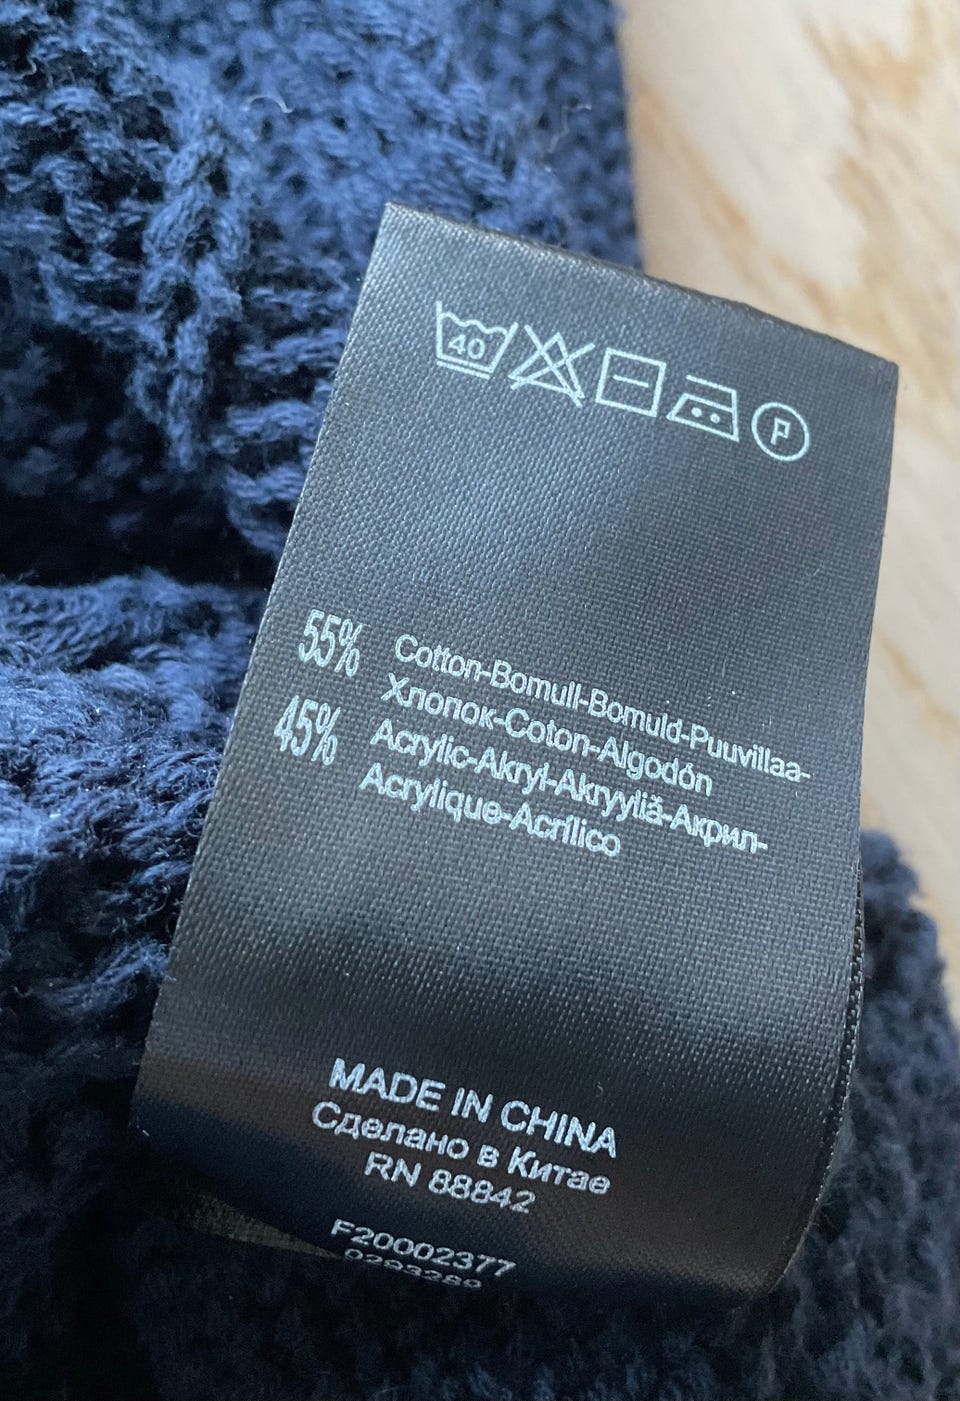 40
P
55% Cotton-Bomull-Bomuld-Puuvillaa-
Хлопок-Coton-Algodón
45% Acrylic-Akryl-Akryyliä-Акрил-
Acrylique-Acrílico
MADE IN CHINA
Сделано в Китае
RN 88842
F20002377